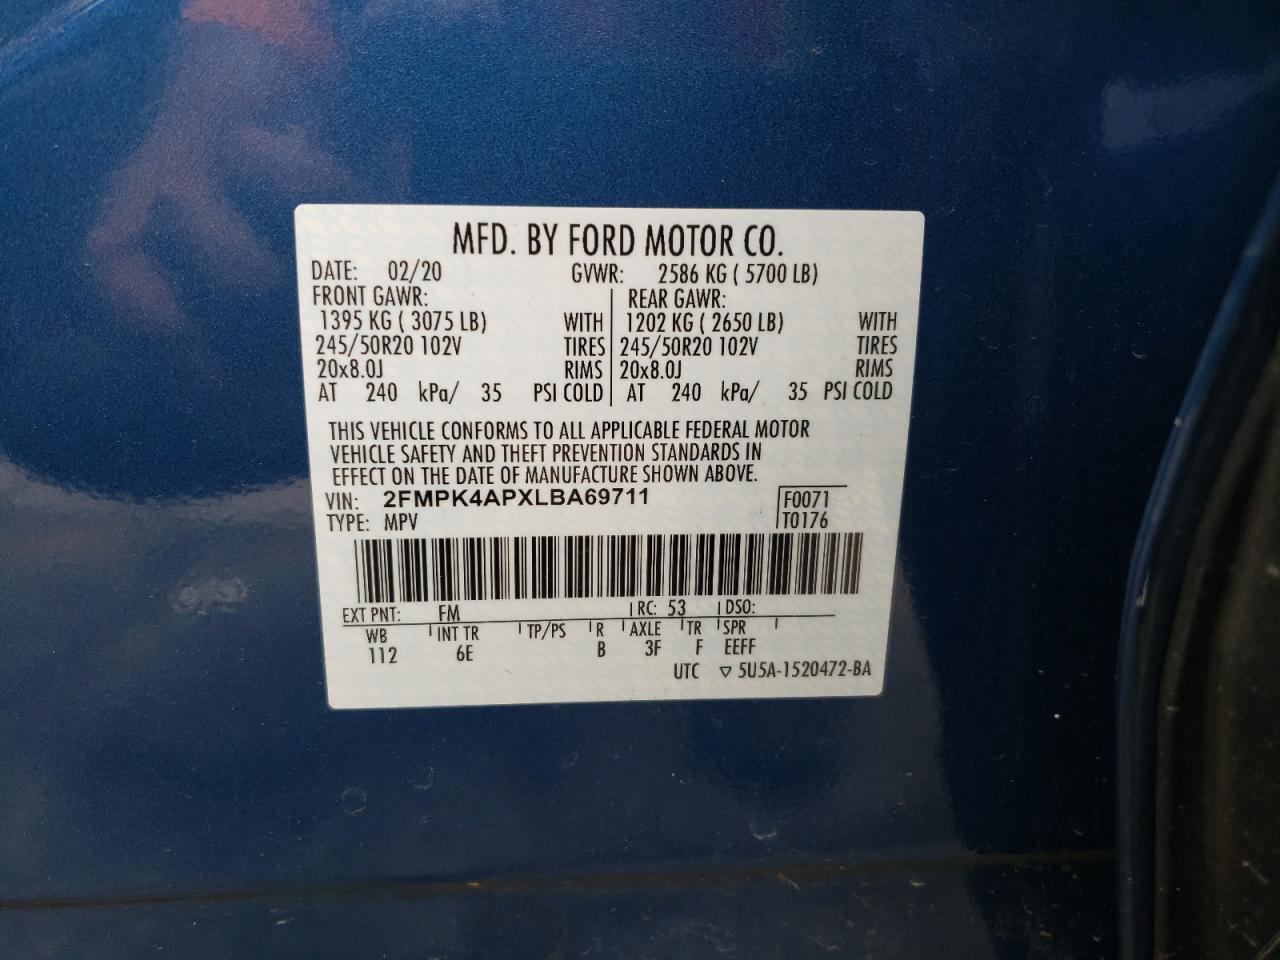 MFD. BY FORD MOTOR CO.
DATE: 02/20 GVWR: 2586 KG ( 5700 LB)
FRONT GAWR: REAR GAWR:
1395 KG ( 3075 LB) WITH 1202 KG ( 2650 LB) WITH
245/50R20 102V TIRES 245/50R20 102V TIRES
20x8.0J RIMS 20x8.0J RIMS
AT 240 kPa/ 35 PSI COLD AT 240 kPa/ 35 PSI COLD
THIS VEHICLE CONFORMS TO ALL APPLICABLE FEDERAL MOTOR
VEHICLE SAFETY AND THEFT PREVENTION STANDARDS IN
EFFECT ON THE DATE OF MANUFACTURE SHOWN ABOVE.
VIN: 2FMPK4APXLBA69711 F0071
TYPE: MPV T0176
EXT PNT: FM RC: 53 DSO:
WB INT TR TP/PS R AXLE TR SPR
112 6E B 3F F EEFF
UTC ▽ 5U5A-1520472-BA